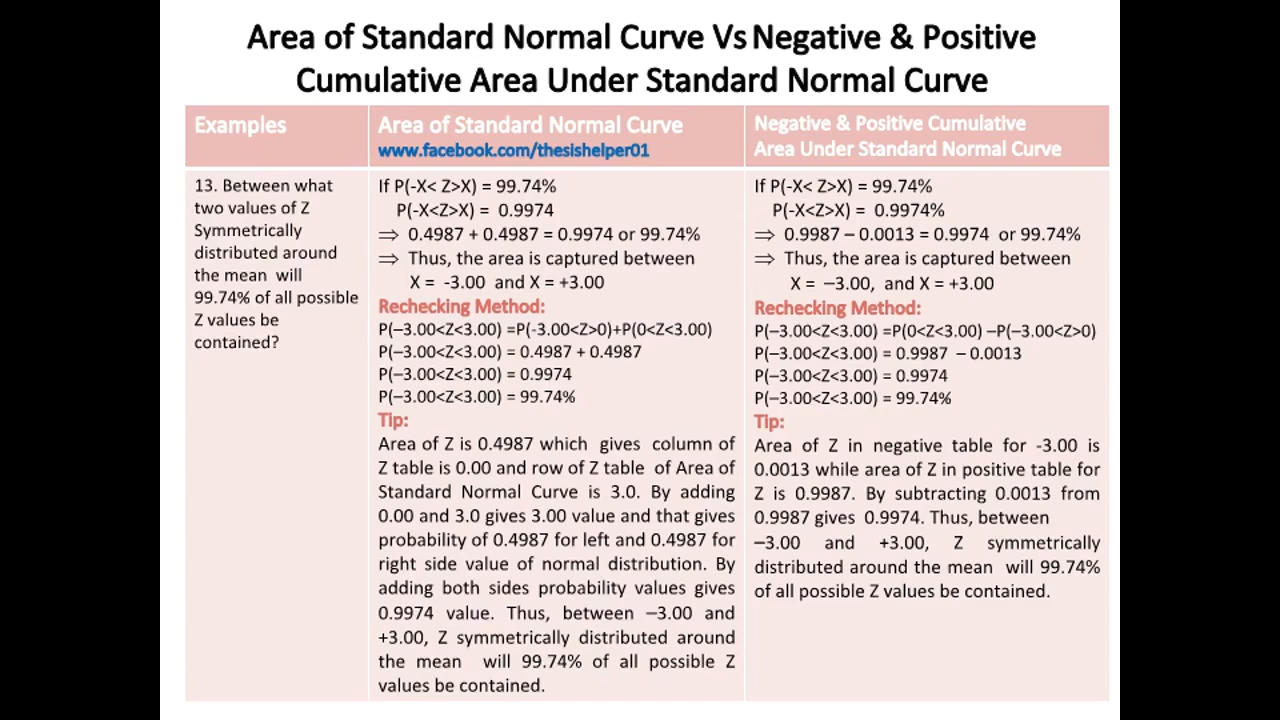 Area of Standard Normal Curve Vs Negative & Positive
Cumulative Area Under Standard Normal Curve
Examples
Area of Standard Normal Curve
www.facebook.com/thesishelper01
Negative & Positive Cumulative
Area Under Standard Normal Curve
13. Between what
two values of Z
Symmetrically
distributed around
the mean will
99.74% of all possible
Z values be
contained?
If P(-X< Z>X) = 99.74%
P(-X<Z>X) = 0.9974
⇒ 0.4987 + 0.4987 = 0.9974 or 99.74%
⇒ Thus, the area is captured between
X = -3.00 and X = +3.00
Rechecking Method:
P(–3.00<Z<3.00) =P(-3.00<Z>0)+P(0<Z<3.00)
P(–3.00<Z<3.00) = 0.4987 + 0.4987
P(–3.00<Z<3.00) = 0.9974
P(–3.00<Z<3.00) = 99.74%
Tip:
Area of Z is 0.4987 which gives column of
Z table is 0.00 and row of Z table of Area of
Standard Normal Curve is 3.0. By adding
0.00 and 3.0 gives 3.00 value and that gives
probability of 0.4987 for left and 0.4987 for
right side value of normal distribution. By
adding both sides probability values gives
0.9974 value. Thus, between –3.00 and
+3.00, Z symmetrically distributed around
the mean will 99.74% of all possible Z
values be contained.
If P(-X< Z>X) = 99.74%
P(-X<Z>X) = 0.9974%
⇒ 0.9987 – 0.0013 = 0.9974 or 99.74%
⇒ Thus, the area is captured between
X = –3.00, and X = +3.00
Rechecking Method:
P(–3.00<Z<3.00) =P(0<Z<3.00) –P(–3.00<Z>0)
P(–3.00<Z<3.00) = 0.9987 – 0.0013
P(–3.00<Z<3.00) = 0.9974
P(–3.00<Z<3.00) = 99.74%
Tip:
Area of Z in negative table for -3.00 is
0.0013 while area of Z in positive table for
Z is 0.9987. By subtracting 0.0013 from
0.9987 gives 0.9974. Thus, between
–3.00 and +3.00, Z symmetrically
distributed around the mean will 99.74%
of all possible Z values be contained.